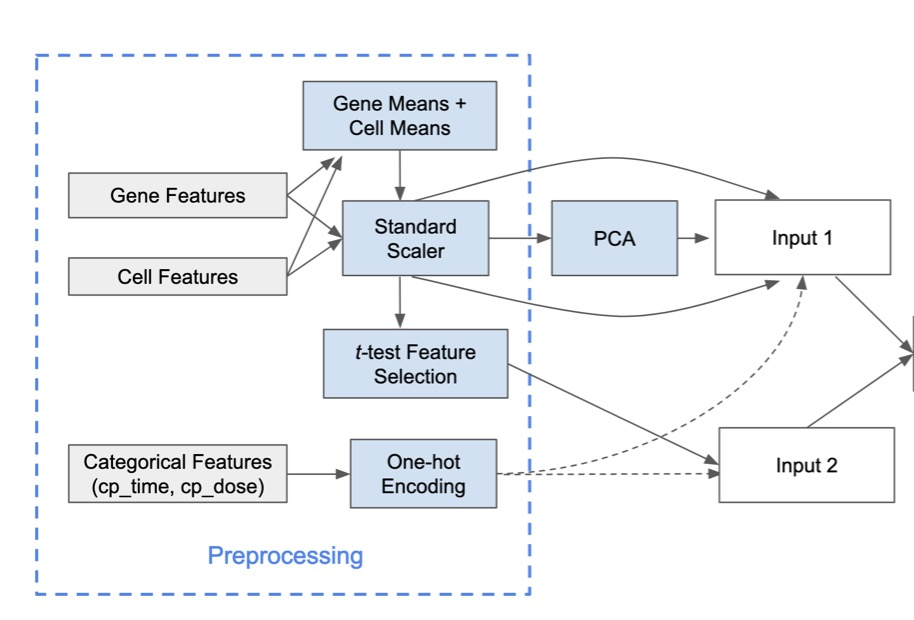 Gene Means +
Cell Means
Gene Features
Standard
Scaler
PCA
Input 1
Cell Features
t-test Feature
Selection
Categorical Features
(cp_time, cp_dose)
One-hot
Encoding
Input 2
Preprocessing